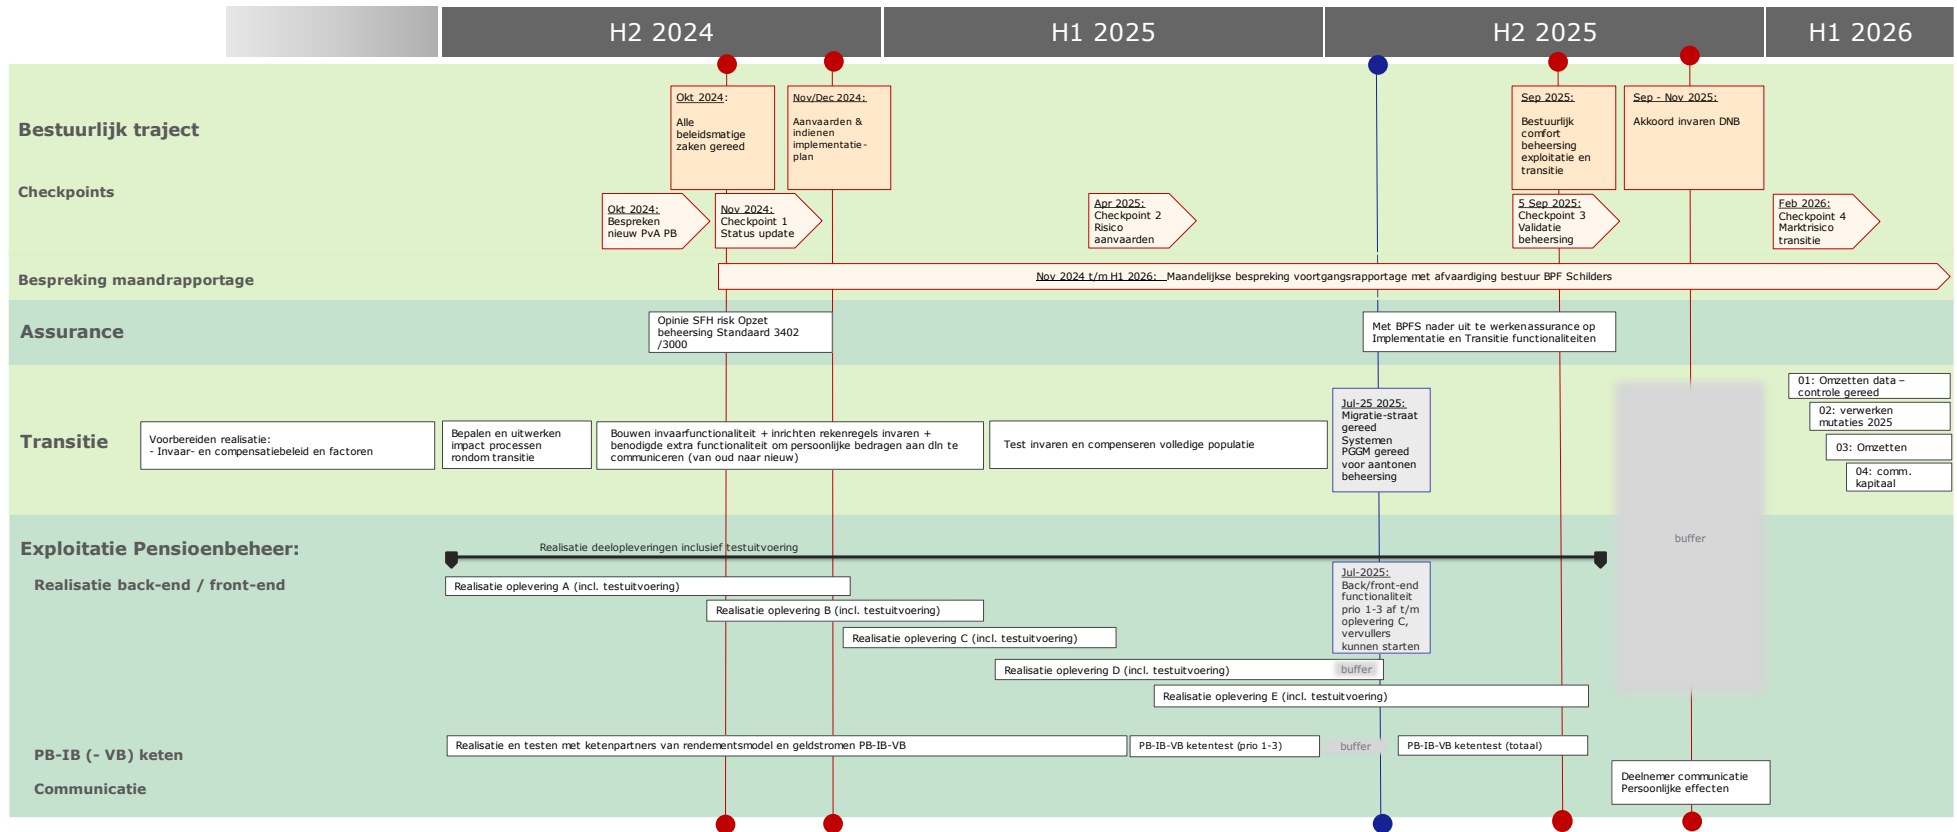 H2 2024
H1 2025
H2 2025
H1 2026
Bestuurlijk traject
Okt 2024:
Alle
beleidsmatige
zaken gereed
Nov/Dec 2024:
Aanvaarden &
indienen
implementatie-
plan
Sep 2025:
Bestuurlijk
comfort
beheersing
exploitatie en
transitie
Sep - Nov 2025:
Akkoord invaren DNB
Checkpoints
Okt 2024:
Bespreken
nieuw PvA PB
Nov 2024:
Checkpoint 1
Status update
Apr 2025:
Checkpoint 2
Risico
aanvaarden
5 Sep 2025:
Checkpoint 3
Validatie
beheersing
Feb 2026:
Checkpoint 4
Marktrisico
transitie
Bespreking maandrapportage
Nov 2024 t/m H1 2026: Maandelijkse bespreking voortgangsrapportage met afvaardiging bestuur BPF Schilders
Assurance
Opinie SFH risk Opzet
beheersing Standaard 3402
/3000
Met BPFS nader uit te werkenassurance op
Implementatie en Transitie functionaliteiten
Transitie
Voorbereiden realisatie:
- Invaar- en compensatiebeleid en factoren
Bepalen en uitwerken
impact processen
rondom transitie
Bouwen invaarfunctionaliteit + inrichten rekenregels invaren +
benodigde extra functionaliteit om persoonlijke bedragen aan dln te
communiceren (van oud naar nieuw)
Test invaren en compenseren volledige populatie
Jul-25 2025:
Migratie-straat
gereed
Systemen
PGGM gereed
voor aantonen
beheersing
01: Omzetten data –
controle gereed
02: verwerken
mutaties 2025
03: Omzetten
04: comm.
kapitaal
buffer
Exploitatie Pensioenbeheer:
Realisatie deelopleveringen inclusief testuitvoering
Realisatie back-end / front-end
Realisatie oplevering A (incl. testuitvoering)
Realisatie oplevering B (incl. testuitvoering)
Realisatie oplevering C (incl. testuitvoering)
Jul-2025:
Back/front-end
functionaliteit
prio 1-3 af t/m
oplevering C,
vervullers
kunnen starten
Realisatie oplevering D (incl. testuitvoering)
buffer
Realisatie oplevering E (incl. testuitvoering)
PB-IB (- VB) keten
Realisatie en testen met ketenpartners van rendementsmodel en geldstromen PB-IB-VB
PB-IB-VB ketentest (prio 1-3)
buffer
PB-IB-VB ketentest (totaal)
Communicatie
Deelnemer communicatie
Persoonlijke effecten